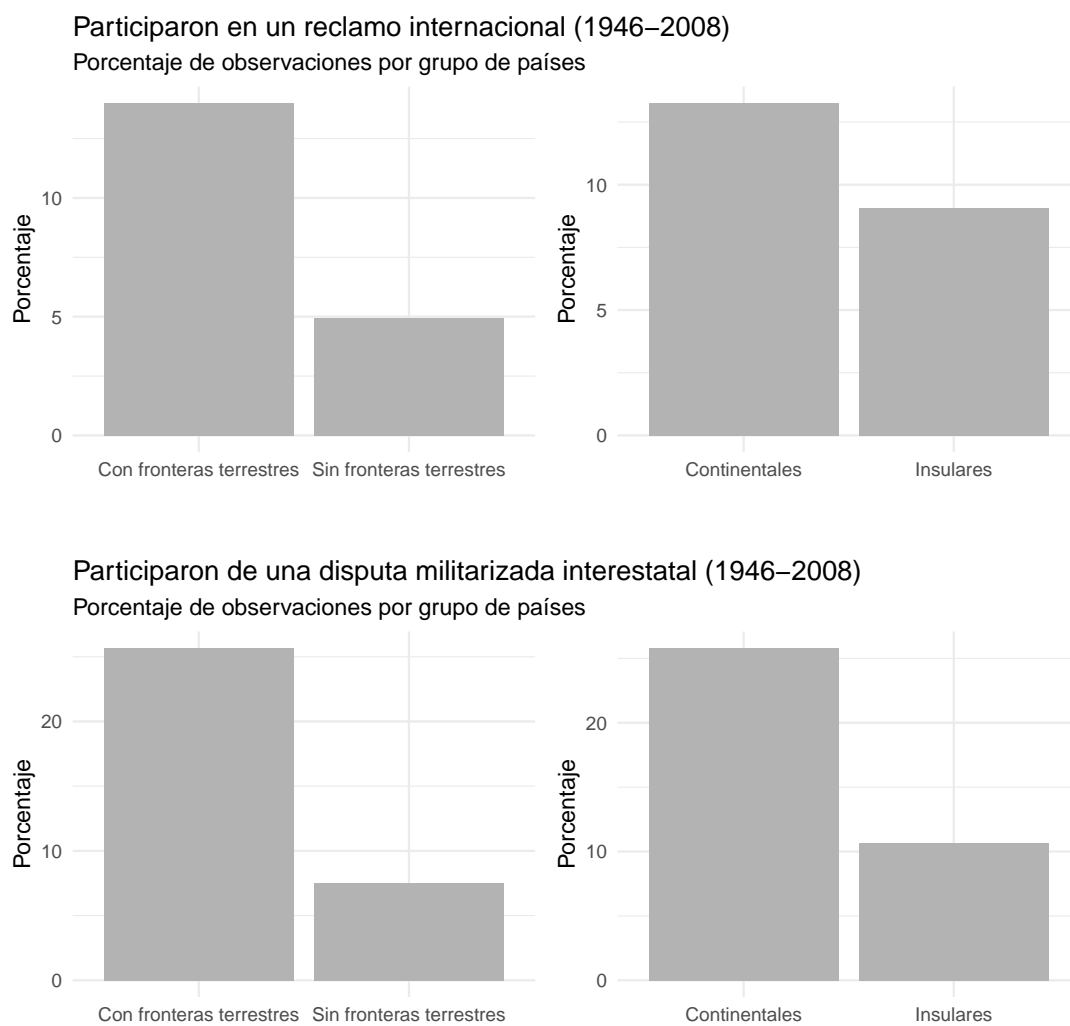 Participaron en un reclamo internacional (1946−2008)
Porcentaje de observaciones por grupo de países
Porcentaje
10
5
0
Con fronteras terrestres Sin fronteras terrestres
Porcentaje
10
5
0
Continentales Insulares
Participaron de una disputa militarizada interestatal (1946−2008)
Porcentaje de observaciones por grupo de países
Porcentaje
20
10
0
Con fronteras terrestres Sin fronteras terrestres
Porcentaje
20
10
0
Continentales Insulares